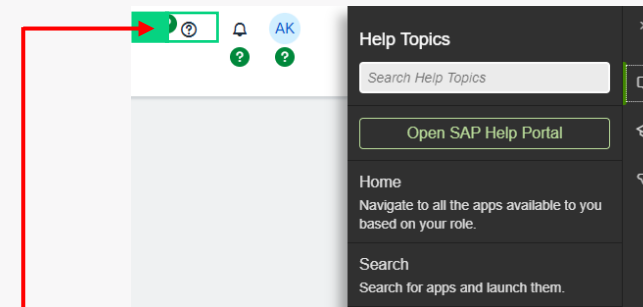 ?
?
AK
?
?
Help Topics
Search Help Topics
Open SAP Help Portal
Home
Navigate to all the apps available to you
based on your role.
Search
Search for apps and launch them.